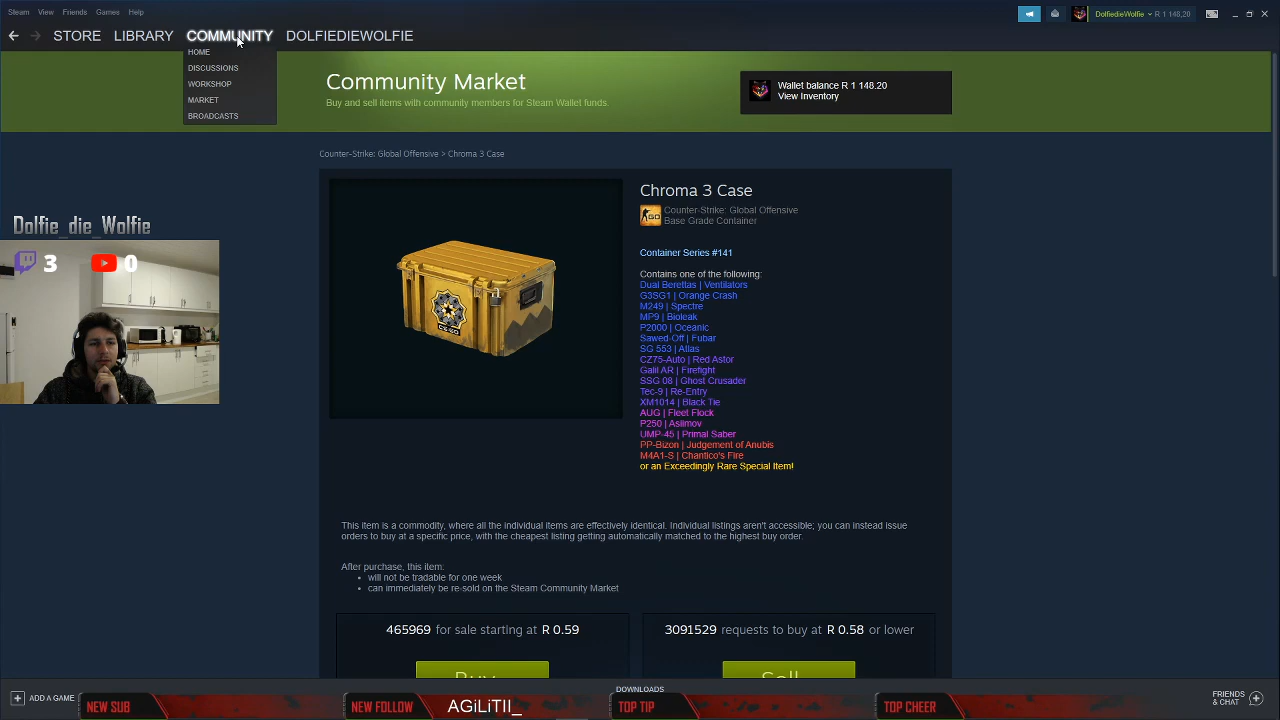 Steam View Friends Games Help
DolfiedieWolfie R 1 148,20
STORE LIBRARY COMMUNITY DOLFIEDIEWOLFIE
HOME
DISCUSSIONS
WORKSHOP
MARKET
BROADCASTS
Community Market
Buy and sell items with community members for Steam Wallet funds.
Wallet balance R 1 148.20
View Inventory
Counter-Strike: Global Offensive > Chroma 3 Case
Chroma 3 Case
Counter-Strike: Global Offensive
Base Grade Container
Container Series #141
Contains one of the following:
Dual Berettas | Ventilators
G3SG1 | Orange Crash
M249 | Spectre
MP9 | Bioleak
P2000 | Oceanic
Sawed-Off | Fubar
SG 553 | Atlas
CZ75-Auto | Red Astor
Galil AR | Firefight
SSG 08 | Ghost Crusader
Tec-9 | Re-Entry
XM1014 | Black Tie
AUG | Fleet Flock
P250 | Asiimov
UMP-45 | Primal Saber
PP-Bizon | Judgement of Anubis
M4A1-S | Chantico's Fire
or an Exceedingly Rare Special Item!
Dolfie_die_Wolfie
3 0
CS:GO
This item is a commodity, where all the individual items are effectively identical. Individual listings aren't accessible; you can instead issue
orders to buy at a specific price, with the cheapest listing getting automatically matched to the highest buy order.
After purchase, this item:
will not be tradable for one week
can immediately be re-sold on the Steam Community Market
465969 for sale starting at R 0.59
3091529 requests to buy at R 0.58 or lower
Buy
Sell
ADD A GAME
DOWNLOADS
FRIENDS
& CHAT
NEW SUB
NEW FOLLOW AGiLiTII_
TOP TIP
TOP CHEER